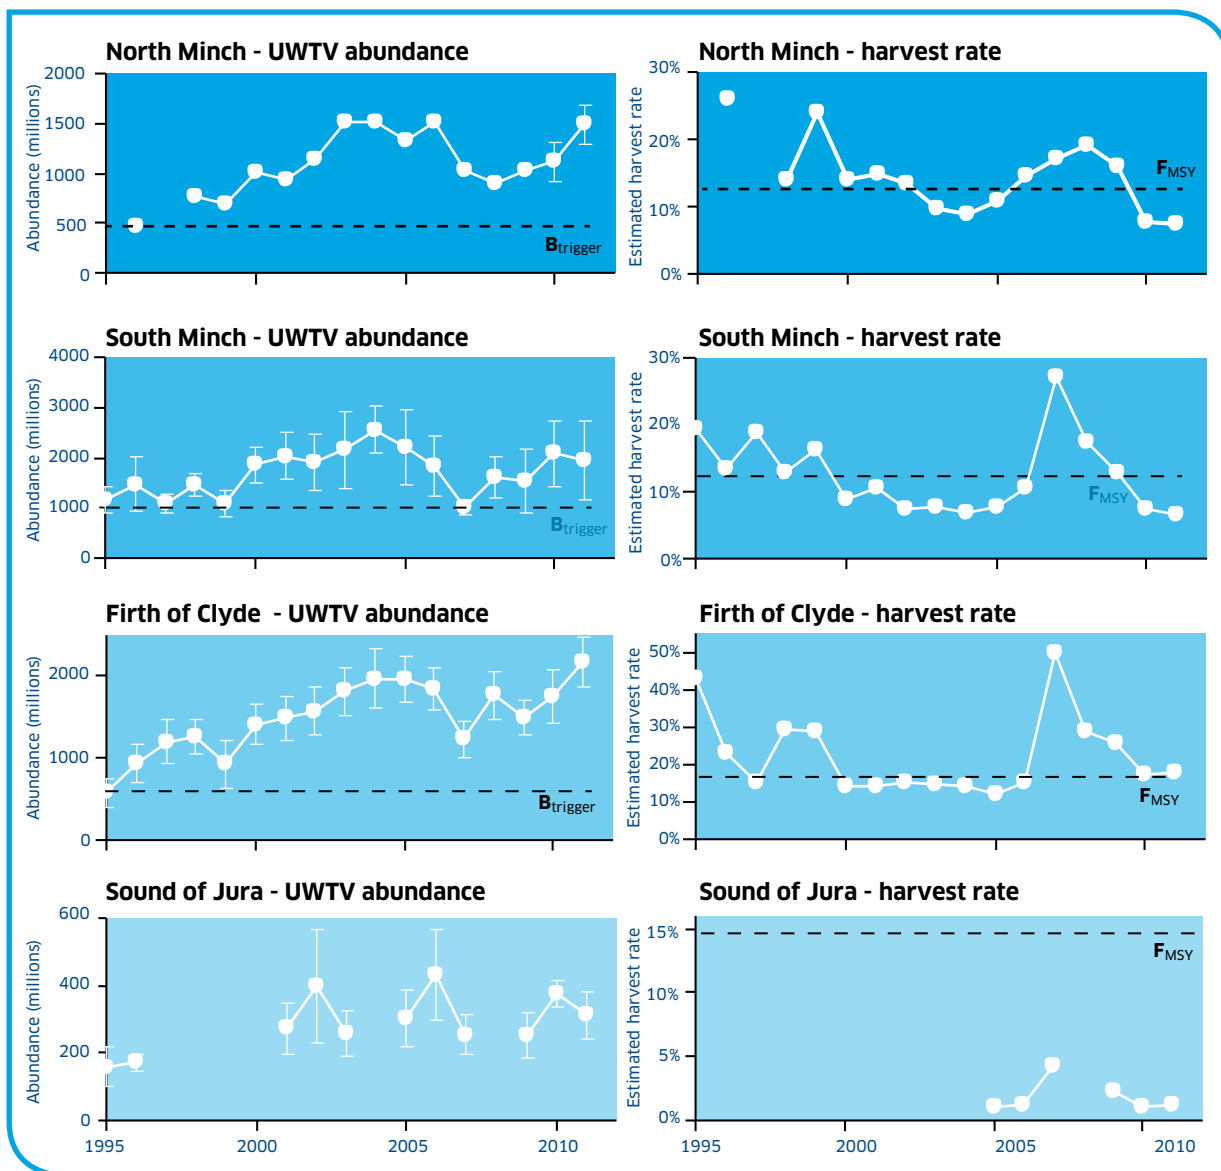 North Minch - UWTV abundance
Abundance (millions)
2000
1500
1000
500
0
Btrigger
North Minch - harvest rate
Estimated harvest rate
30%
20%
10%
0%
FMSY
South Minch - UWTV abundance
Abundance (millions)
4000
3000
2000
1000
0
Btrigger
South Minch - harvest rate
Estimated harvest rate
30%
20%
10%
0%
FMSY
Firth of Clyde - UWTV abundance
Abundance (millions)
2000
1000
0
Btrigger
Firth of Clyde - harvest rate
Estimated harvest rate
50%
40%
30%
20%
10%
0%
FMSY
Sound of Jura - UWTV abundance
Abundance (millions)
600
400
200
0
1995 2000 2005 2010
Sound of Jura - harvest rate
Estimated harvest rate
15%
10%
5%
0%
FMSY
1995 2000 2005 2010